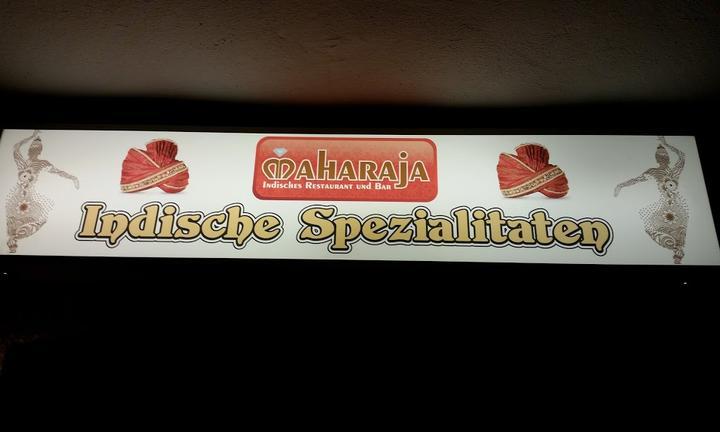 MAHARAJA
INDISCHES RESTAURANT UND BAR
Indische Spezialitaten